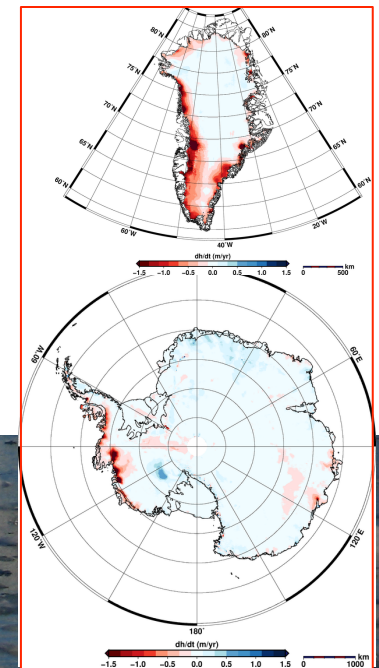 80˚N 80˚N
75˚N 75˚N
70˚N 70˚N
65˚N 65˚N
60˚N 60˚N
60˚W 20˚W
40˚W
dh/dt (m/yr) km
−1.5 −1.0 −0.5 0.0 0.5 1.0 1.5 0 500
60˚W 60˚E
120˚W 120˚E
180˚
dh/dt (m/yr) km
−1.5 −1.0 −0.5 0.0 0.5 1.0 1.5 0 1000